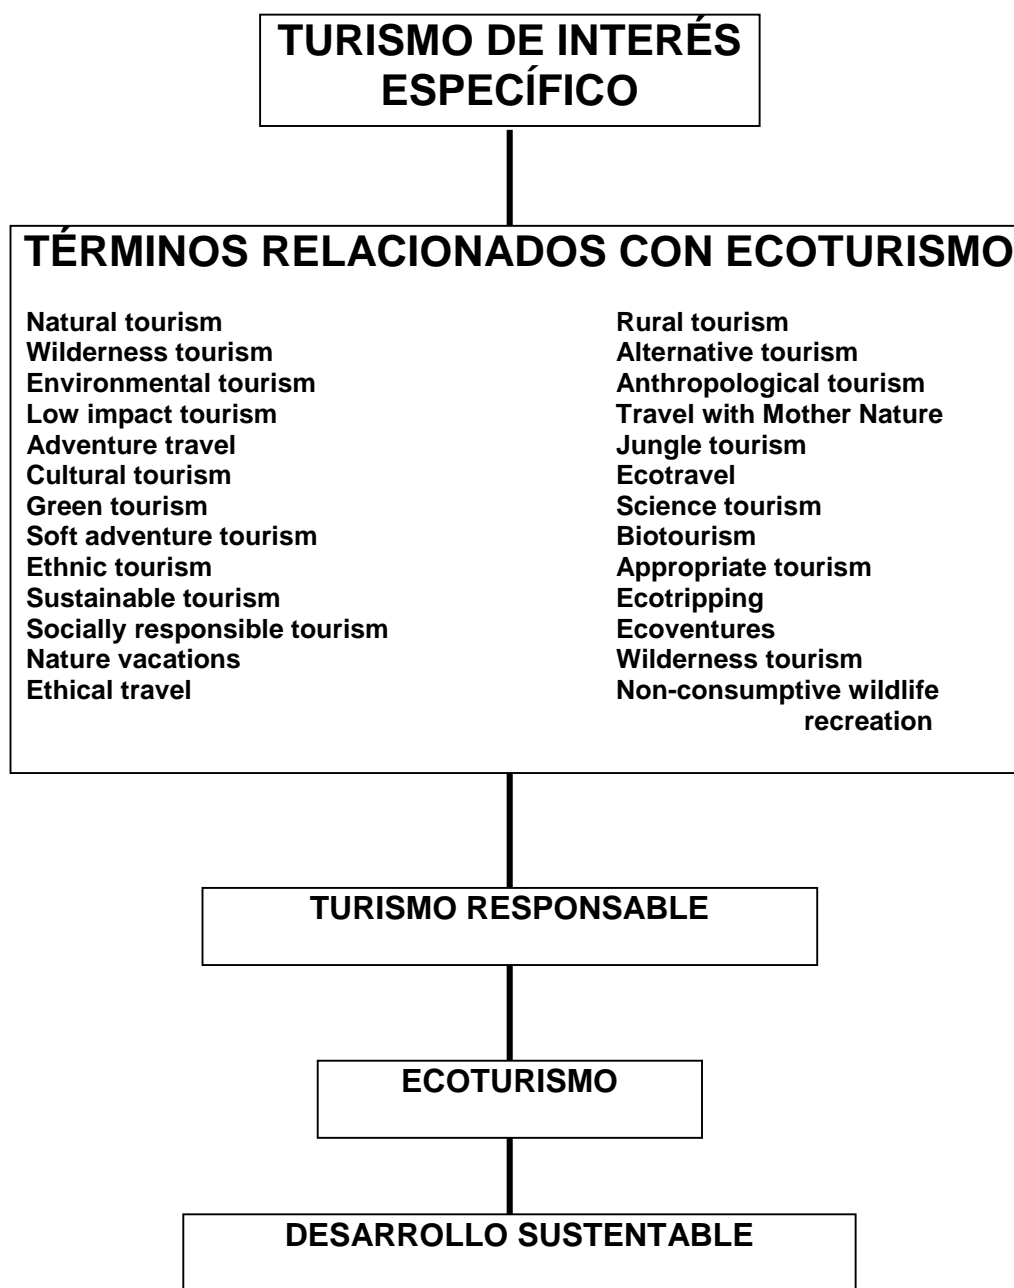 TURISMO DE INTERÉS
ESPECÍFICO
TÉRMINOS RELACIONADOS CON ECOTURISMO
Natural tourism
Wilderness tourism
Environmental tourism
Low impact tourism
Adventure travel
Cultural tourism
Green tourism
Soft adventure tourism
Ethnic tourism
Sustainable tourism
Socially responsible tourism
Nature vacations
Ethical travel
Rural tourism
Alternative tourism
Anthropological tourism
Travel with Mother Nature
Jungle tourism
Ecotravel
Science tourism
Biotourism
Appropriate tourism
Ecotripping
Ecoventures
Wilderness tourism
Non-consumptive wildlife
recreation
TURISMO RESPONSABLE
ECOTURISMO
DESARROLLO SUSTENTABLE